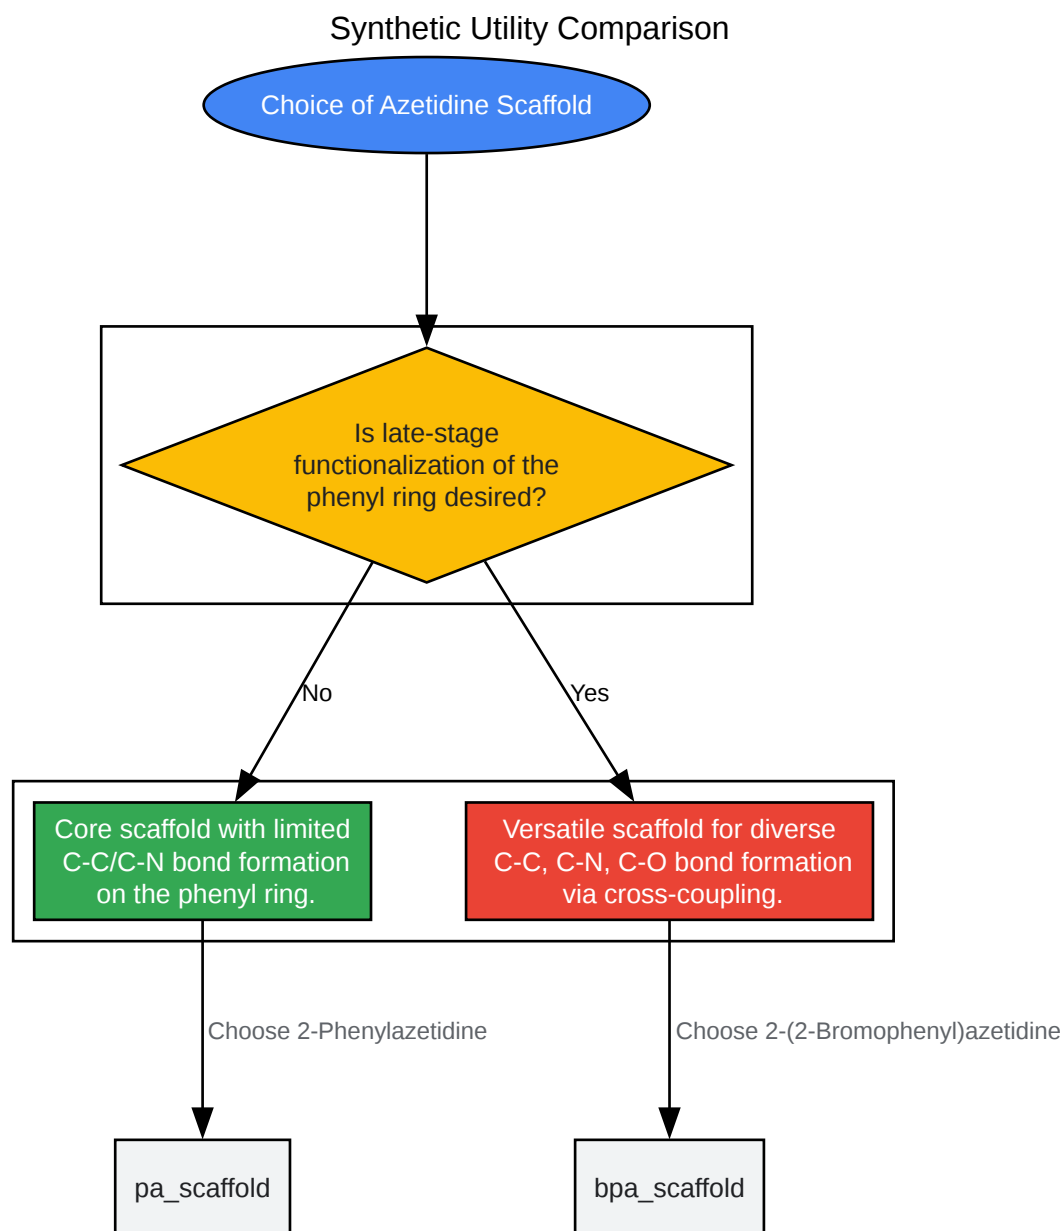 Synthetic Utility Comparison
Choice of Azetidine Scaffold
Is late-stage
functionalization of the
phenyl ring desired?
No
Yes
Core scaffold with limited
C-C/C-N bond formation
on the phenyl ring.
Versatile scaffold for diverse
C-C, C-N, C-O bond formation
via cross-coupling.
Choose 2-Phenylazetidine
Choose 2-(2-Bromophenyl)azetidine
pa_scaffold
bpa_scaffold